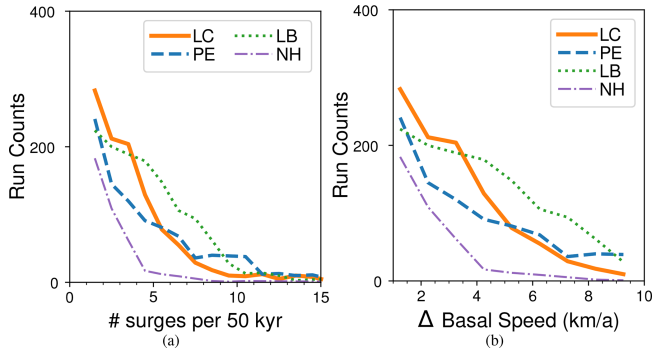 400
200
0
Run Counts
LC
PE
LB
NH
0
5
10
15
# surges per 50 kyr
(a)
400
200
0
Run Counts
LC
PE
LB
NH
2
4
6
8
10
Δ Basal Speed (km/a)
(b)